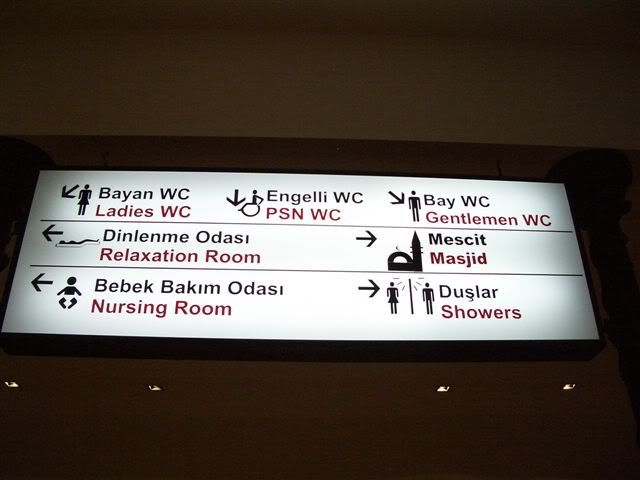 Bayan WC
Ladies WC
Engelli WC
PSN WC
Bay WC
Gentlemen WC
Dinlenme Odası
Relaxation Room
Mescit
Masjid
Bebek Bakım Odası
Nursing Room
Duşlar
Showers